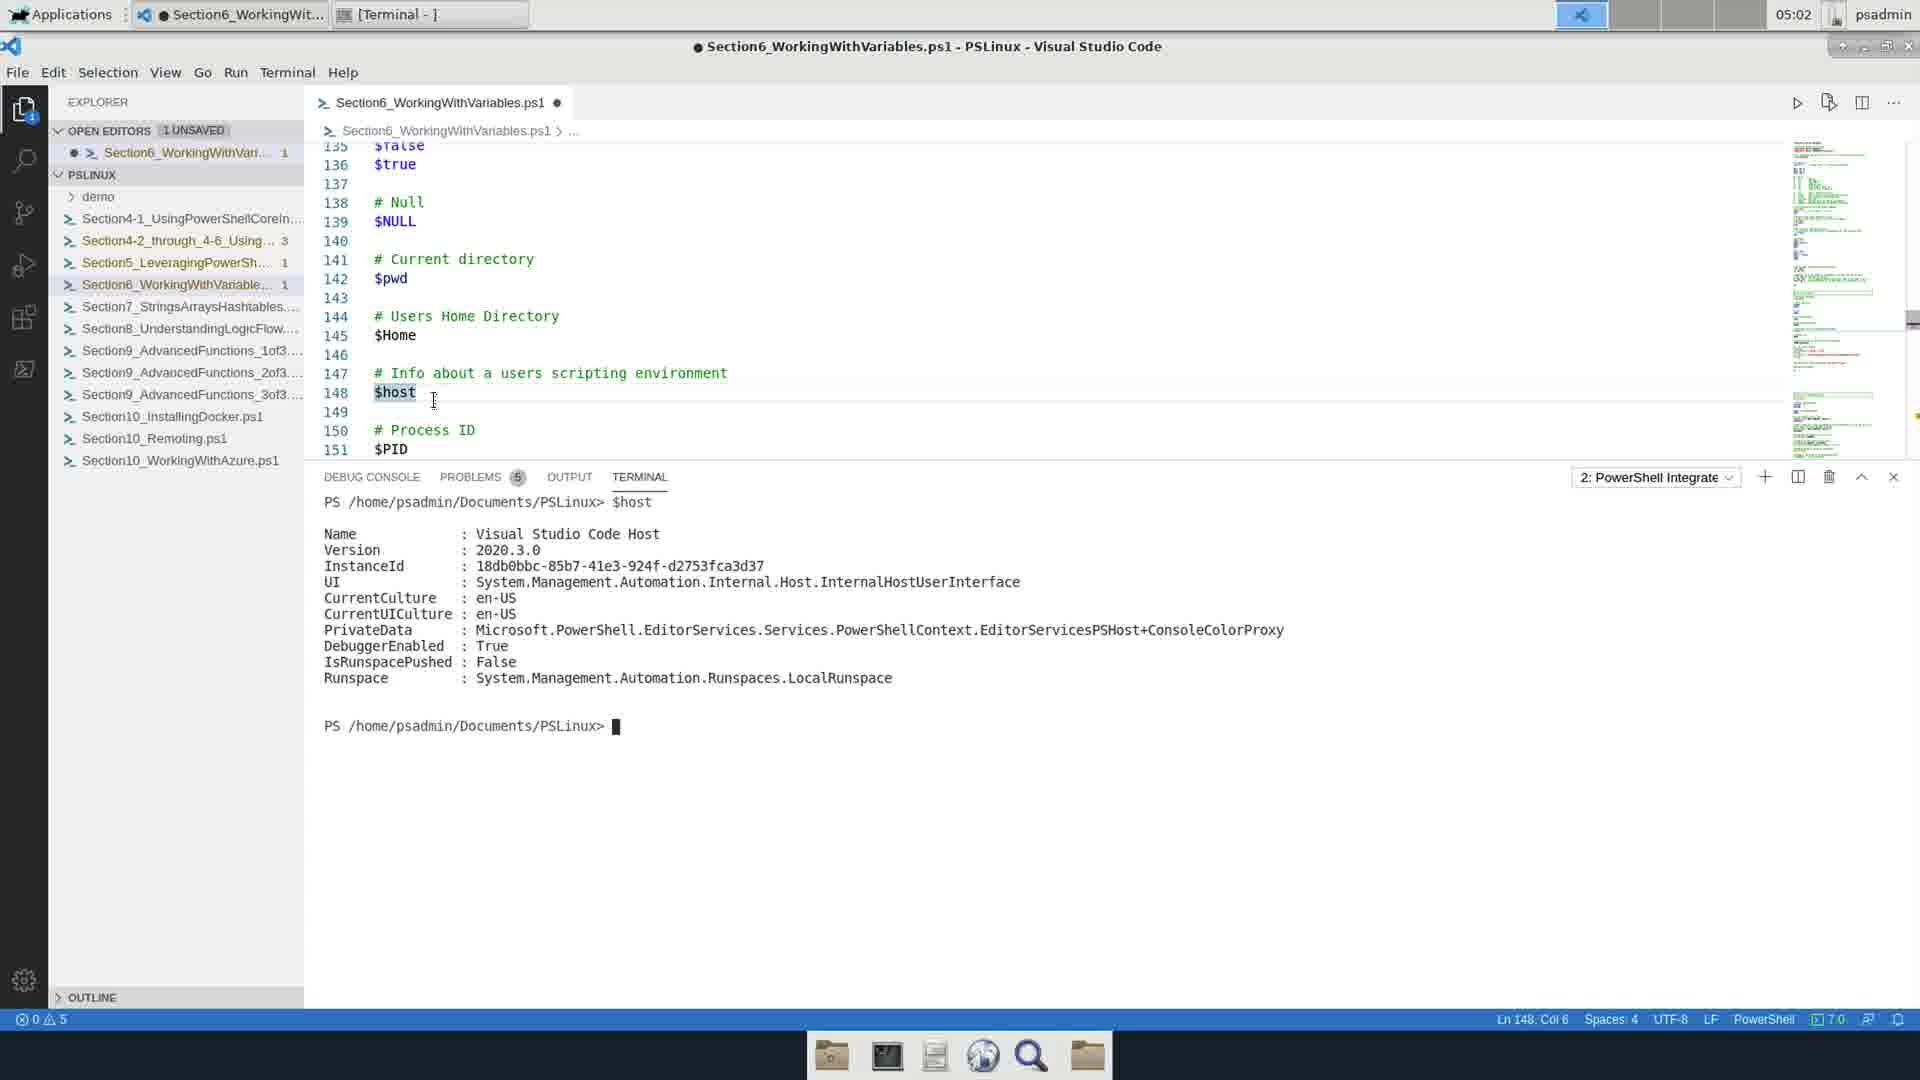 Applications
● Section6_WorkingWit...
[Terminal - ]
05:02
psadmin
● Section6_WorkingWithVariables.ps1 - PSLinux - Visual Studio Code
File Edit Selection View Go Run Terminal Help
EXPLORER
OPEN EDITORS 1 UNSAVED
● Section6_WorkingWithVari... 1
PSLINUX
demo
Section4-1_UsingPowerShellCoreIn...
Section4-2_through_4-6_Using... 3
Section5_LeveragingPowerSh... 1
Section6_WorkingWithVariable... 1
Section7_StringsArraysHashtables....
Section8_UnderstandingLogicFlow....
Section9_AdvancedFunctions_1of3....
Section9_AdvancedFunctions_2of3....
Section9_AdvancedFunctions_3of3....
Section10_InstallingDocker.ps1
Section10_Remoting.ps1
Section10_WorkingWithAzure.ps1
OUTLINE
Section6_WorkingWithVariables.ps1 ●
Section6_WorkingWithVariables.ps1 > ...
135 $false
136 $true
137
138 # Null
139 $NULL
140
141 # Current directory
142 $pwd
143
144 # Users Home Directory
145 $Home
146
147 # Info about a users scripting environment
148 $host
149
150 # Process ID
151 $PID
DEBUG CONSOLE PROBLEMS 5 OUTPUT TERMINAL
2: PowerShell Integrate
PS /home/psadmin/Documents/PSLinux> $host
Name : Visual Studio Code Host
Version : 2020.3.0
InstanceId : 18db0bbc-85b7-41e3-924f-d2753fca3d37
UI : System.Management.Automation.Internal.Host.InternalHostUserInterface
CurrentCulture : en-US
CurrentUICulture : en-US
PrivateData : Microsoft.PowerShell.EditorServices.Services.PowerShellContext.EditorServicesPSHost+ConsoleColorProxy
DebuggerEnabled : True
IsRunspacePushed : False
Runspace : System.Management.Automation.Runspaces.LocalRunspace
PS /home/psadmin/Documents/PSLinux>
0 5
Ln 148, Col 6 Spaces: 4 UTF-8 LF PowerShell 7.0